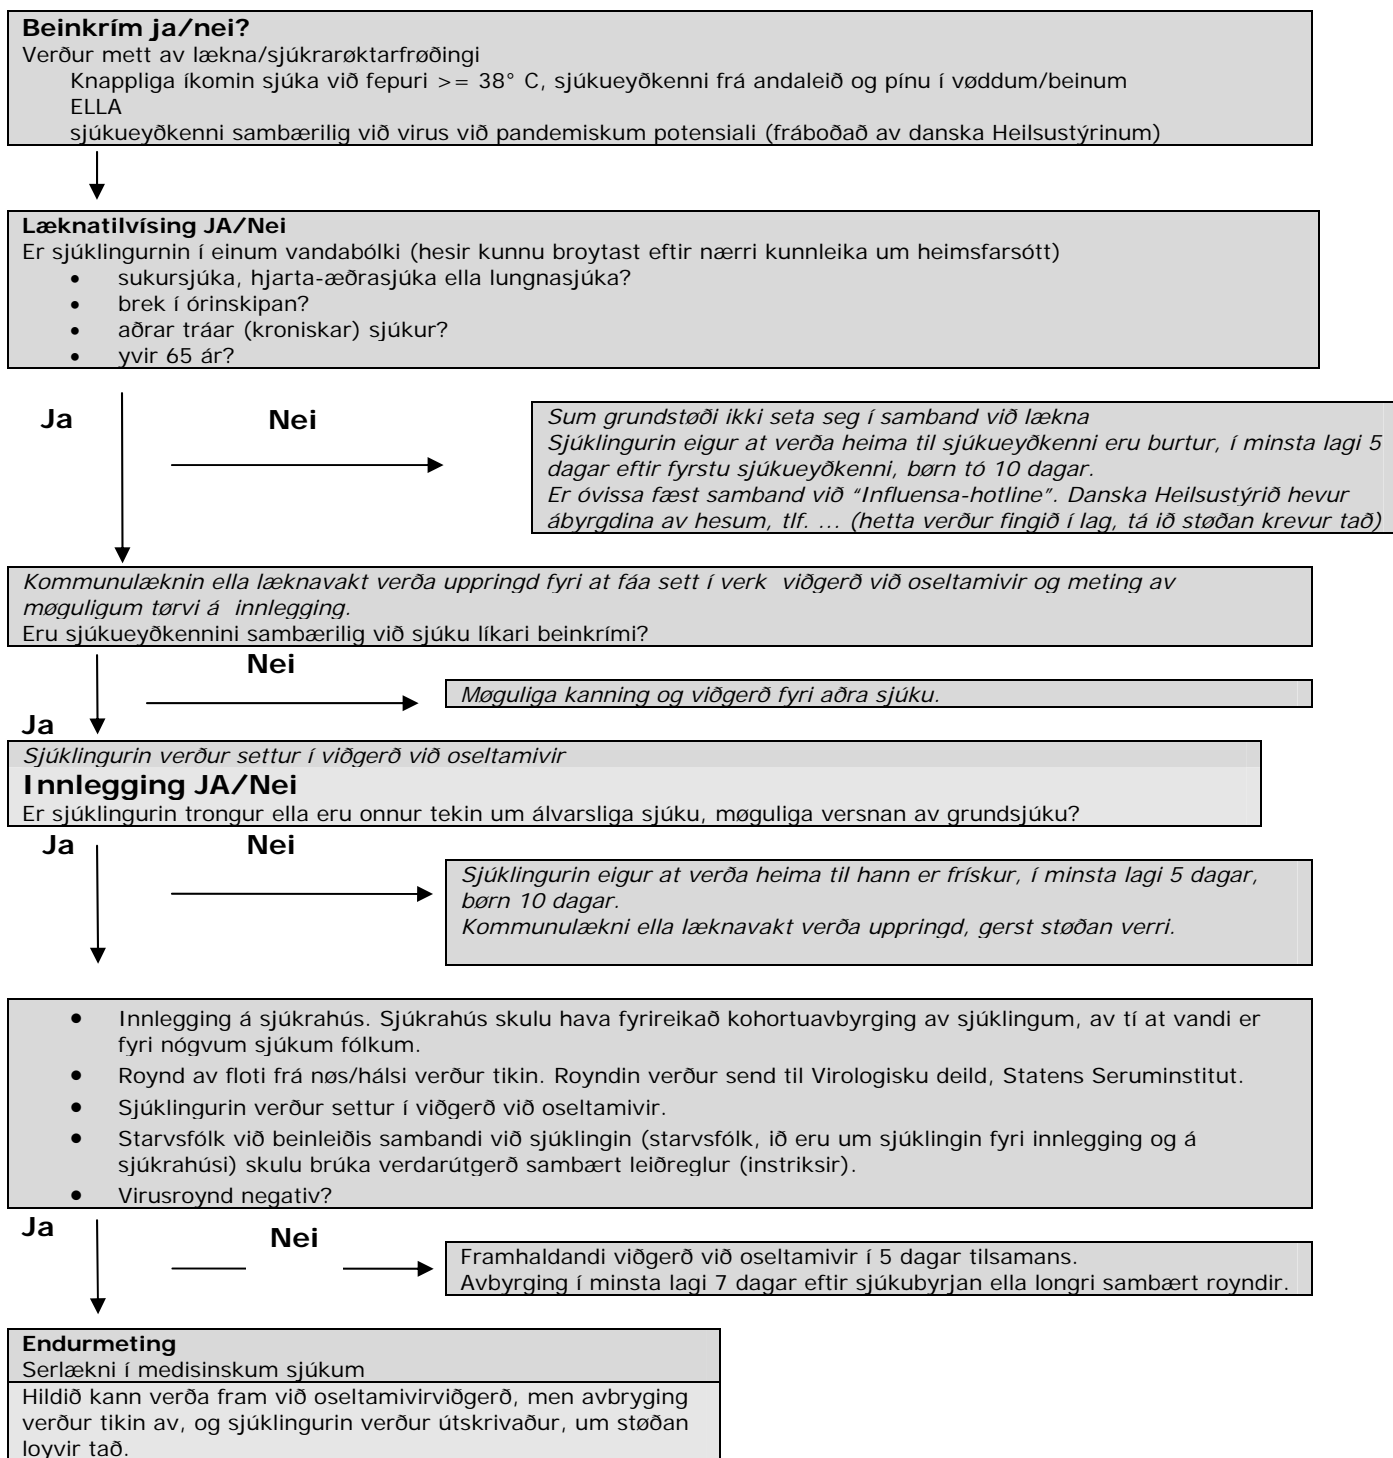 Beinkrím ja/nei?
Verður mett av lækna/sjúkrarøktarfrøðingi
Knappliga íkomin sjúka við fepuri >= 38° C, sjúkueyðkenni frá andaleið og pínu í vøddum/beinum
ELLA
sjúkueyðkenni sambærilig við virus við pandemiskum potensiali (fráboðað av danska Heilsustýrinum)
Læknatilvísing JA/Nei
Er sjúklingurnin í einum vandabólki (hesir kunnu broytast eftir nærri kunnleika um heimsfarsótt)
• sukursjúka, hjarta-æðrasjúka ella lungnasjúka?
• brek í órinskipan?
• aðrar tráar (kroniskar) sjúkur?
• yvir 65 ár?
Ja Nei
Sum grundstøði ikki seta seg í samband við lækna
Sjúklingurin eigur at verða heima til sjúkueyðkenni eru burtur, í minsta lagi 5
dagar eftir fyrstu sjúkueyðkenni, børn tó 10 dagar.
Er óvissa fæst samband við “Influensa-hotline”. Danska Heilsustýrið hevur
ábyrgdina av hesum, tlf. ... (hetta verður fingið í lag, tá ið støðan krevur tað)
Kommunulæknin ella læknavakt verða uppringd fyri at fáa sett í verk viðgerð við oseltamivir og meting av
møguligum tørvi á innlegging.
Eru sjúkueyðkennini sambærilig við sjúku líkari beinkrími?
Nei
Møguliga kanning og viðgerð fyri aðra sjúku.
Ja
Sjúklingurin verður settur í viðgerð við oseltamivir
Innlegging JA/Nei
Er sjúklingurin trongur ella eru onnur tekin um álvarsliga sjúku, møguliga versnan av grundsjúku?
Ja Nei
Sjúklingurin eigur at verða heima til hann er frískur, í minsta lagi 5 dagar,
børn 10 dagar.
Kommunulækni ella læknavakt verða uppringd, gerst støðan verri.
• Innlegging á sjúkrahús. Sjúkrahús skulu hava fyrireikað kohortuavbyrging av sjúklingum, av tí at vandi er
fyri nógvum sjúkum fólkum.
• Roynd av floti frá nøs/hálsi verður tikin. Royndin verður send til Virologisku deild, Statens Seruminstitut.
• Sjúklingurin verður settur í viðgerð við oseltamivir.
• Starvsfólk við beinleiðis sambandi við sjúklingin (starvsfólk, ið eru um sjúklingin fyri innlegging og á
sjúkrahúsi) skulu brúka verdarútgerð sambært leiðreglur (instriksir).
• Virusroynd negativ?
Ja Nei
Framhaldandi viðgerð við oseltamivir í 5 dagar tilsamans.
Avbyrging í minsta lagi 7 dagar eftir sjúkubyrjan ella longri sambært royndir.
Endurmeting
Serlækni í medisinskum sjúkum
Hildið kann verða fram við oseltamivirviðgerð, men avbryging
verður tikin av, og sjúklingurin verður útskrivaður, um støðan
loyvir tað.